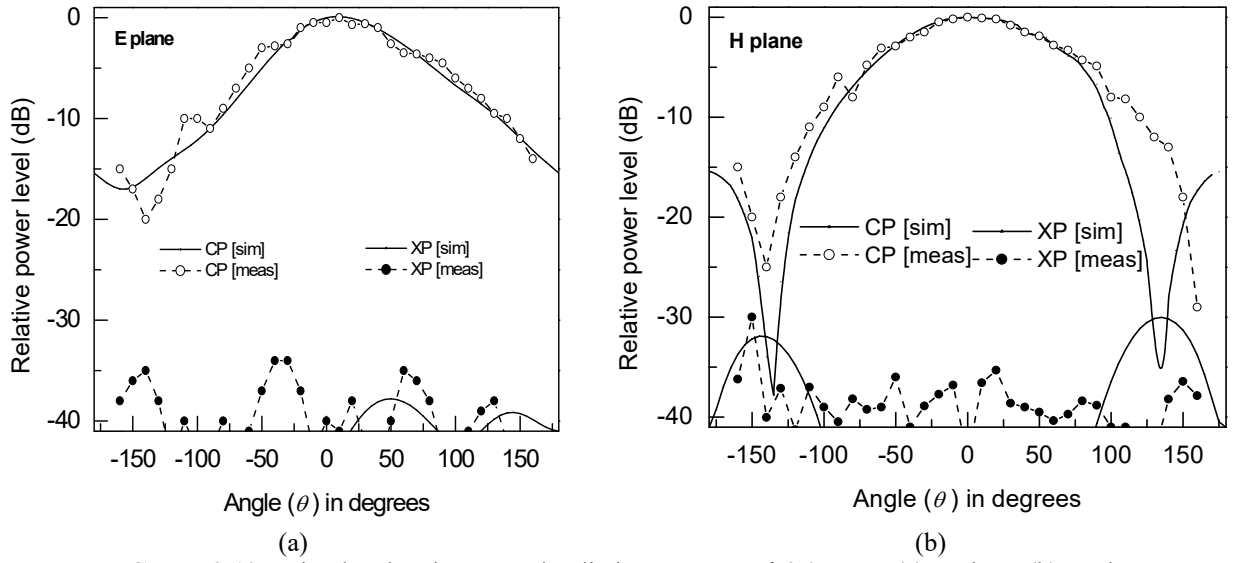 E plane
Relative power level (dB)
0
-10
-20
-30
-40
CP [sim]
XP [sim]
CP [meas]
XP [meas]
-150 -100 -50 0 50 100 150
Angle (θ) in degrees
(a)
H plane
Relative power level (dB)
0
-10
-20
-30
-40
CP [sim]
XP [sim]
CP [meas]
XP [meas]
-150 -100 -50 0 50 100 150
Angle (θ) in degrees
(b)